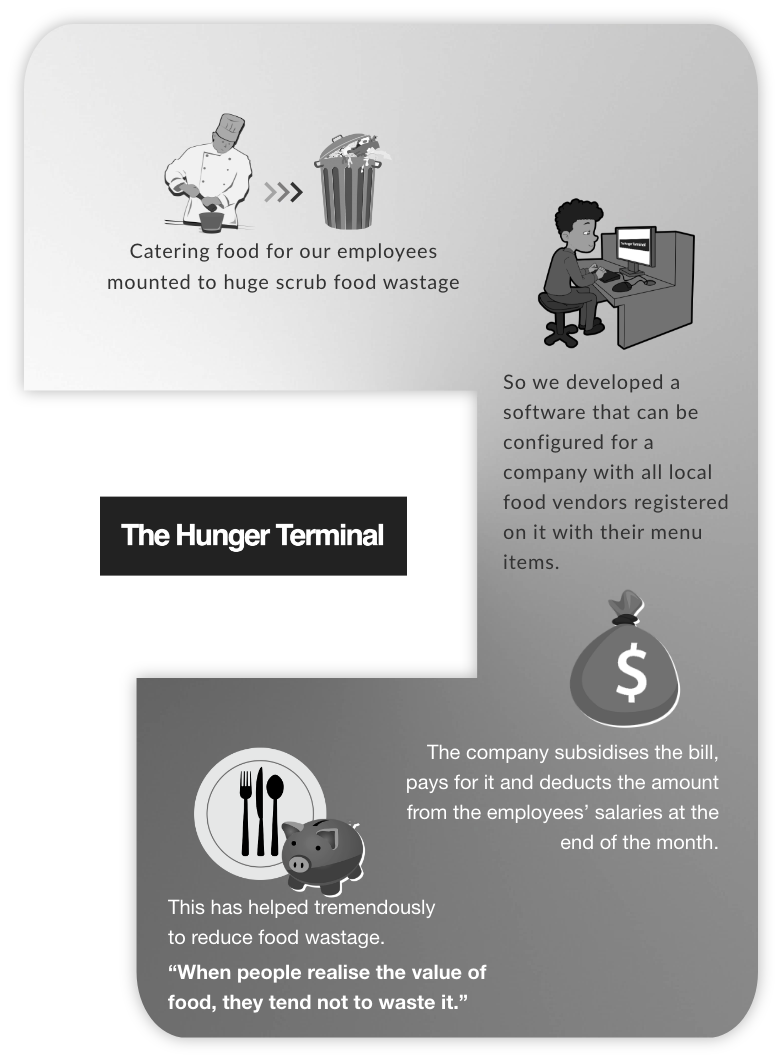 Catering food for our employees
mounted to huge scrub food wastage
The Hunger Terminal
So we developed a
software that can be
configured for a
company with all local
food vendors registered
on it with their menu
items.
The Hunger Terminal
$
The company subsidises the bill,
pays for it and deducts the amount
from the employees’ salaries at the
end of the month.
This has helped tremendously
to reduce food wastage.
“When people realise the value of
food, they tend not to waste it.”